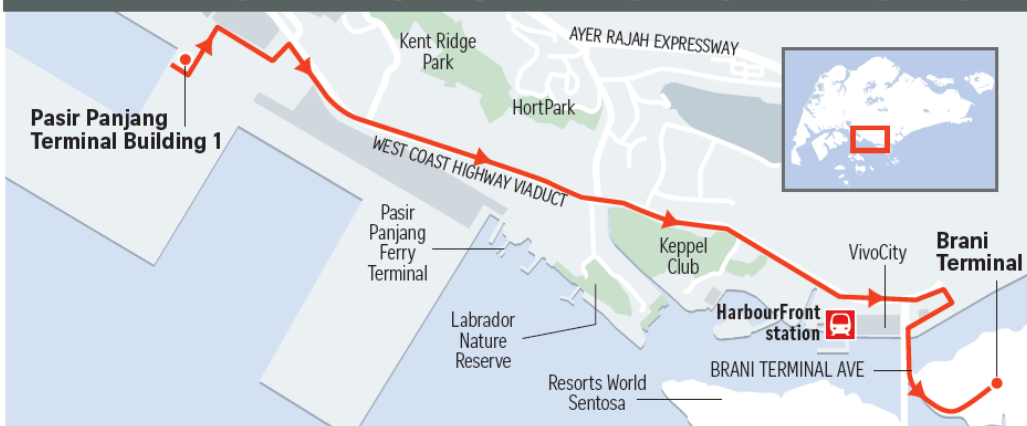 Kent Ridge
Park
AYER RAJAH EXPRESSWAY
HortPark
Pasir Panjang
Terminal Building 1
WEST COAST HIGHWAY VIADUCT
Pasir
Panjang
Ferry
Terminal
Keppel
Club
VivoCity
Brani
Terminal
HarbourFront
station
Labrador
Nature
Reserve
BRANI TERMINAL AVE
Resorts World
Sentosa